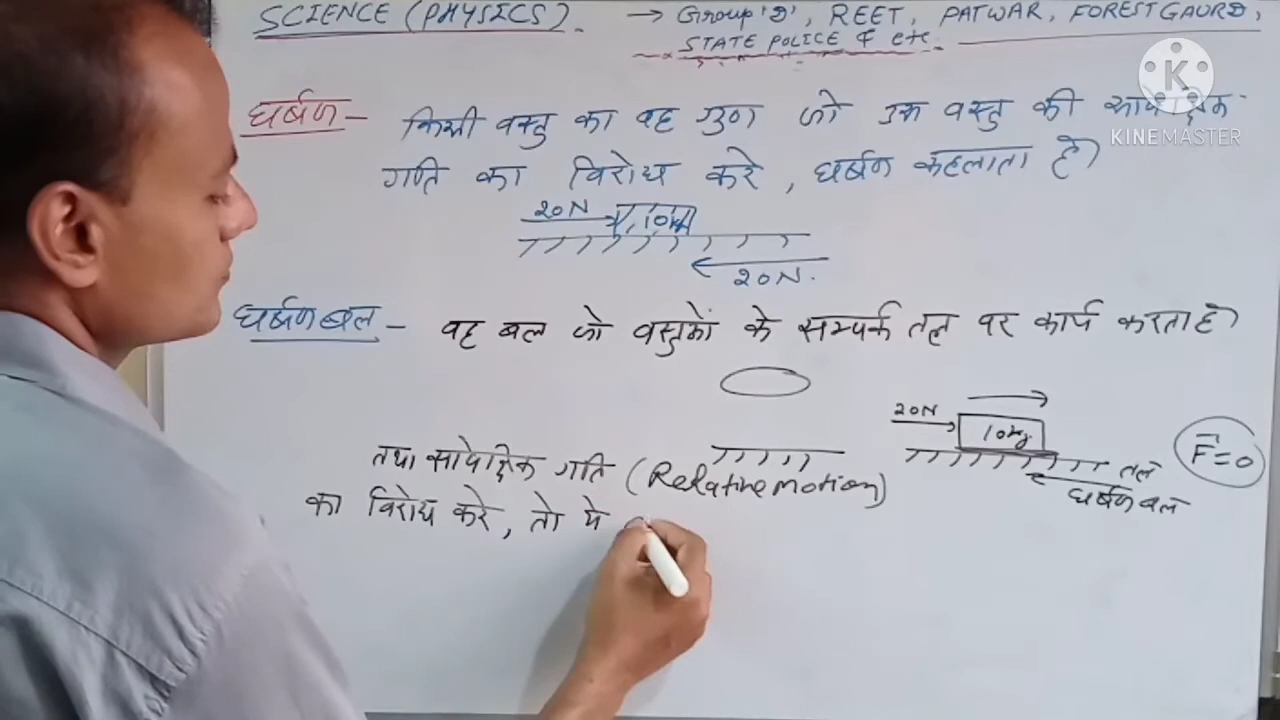 SCIENCE (PHYSICS). → Group 'D', REET, PATWAR, FOREST GAURD,
STATE POLICE & etc.
K
KINEMASTER
घर्षण – किसी वस्तु का वह गुण जो उस वस्तु की
गति का विरोध करे, घर्षण कहलाता है।
20N 10kg
20N.
घर्षण बल – वह बल जो वस्तुओं के सम्पर्क तल पर कार्य करता है।
20N 10kg F=0
तल
घर्षण बल
तथा सापेक्षिक गति (Relative motion)
का विरोध करे, तो ये